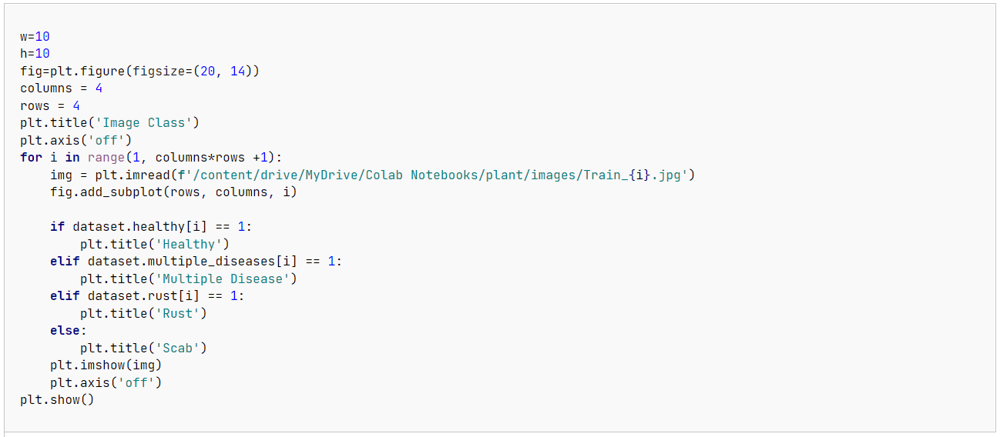 w=10
h=10
fig=plt.figure(figsize=(20, 14))
columns = 4
rows = 4
plt.title('Image Class')
plt.axis('off')
for i in range(1, columns*rows +1):
    img = plt.imread(f'/content/drive/MyDrive/Colab Notebooks/plant/images/Train_{i}.jpg')
    fig.add_subplot(rows, columns, i)

    if dataset.healthy[i] == 1:
        plt.title('Healthy')
    elif dataset.multiple_diseases[i] == 1:
        plt.title('Multiple Disease')
    elif dataset.rust[i] == 1:
        plt.title('Rust')
    else:
        plt.title('Scab')
    plt.imshow(img)
    plt.axis('off')
plt.show()